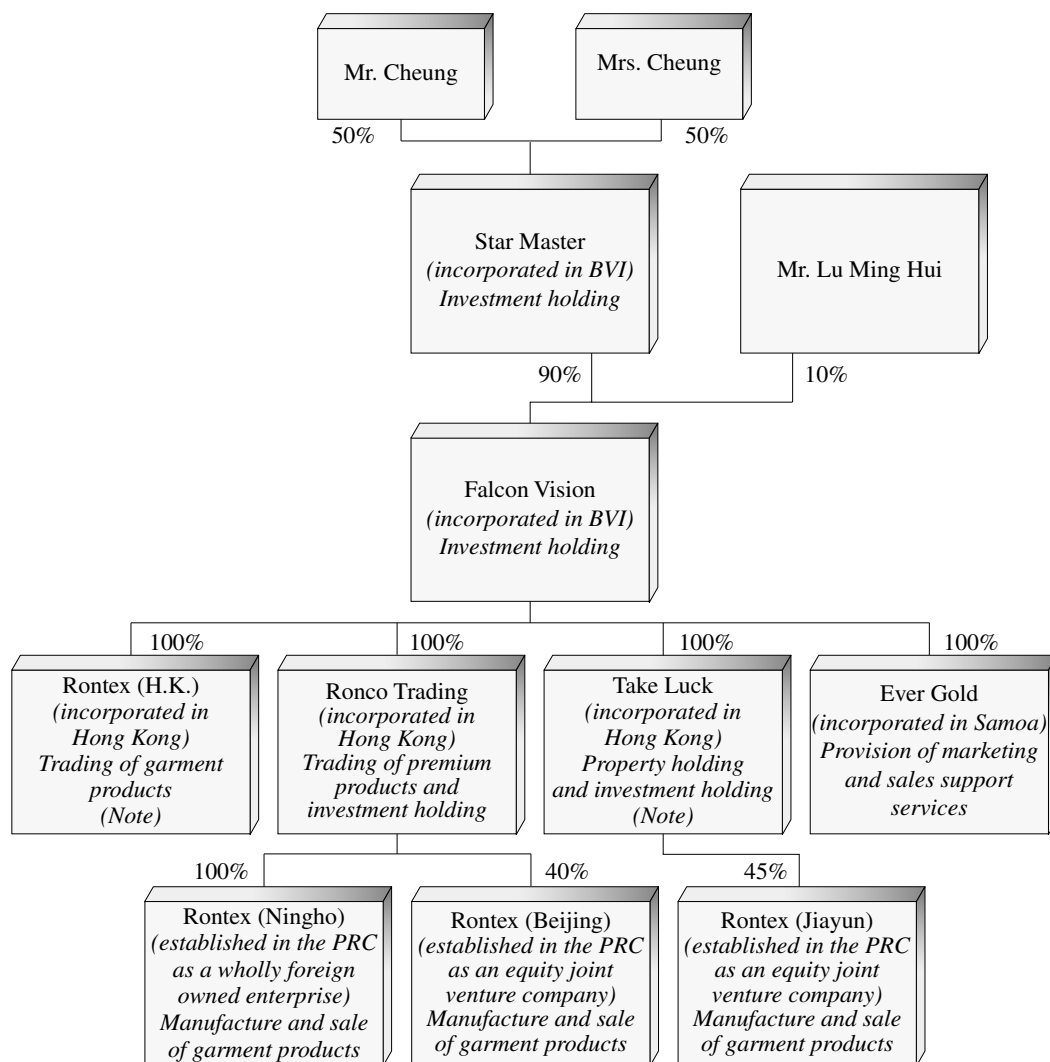 Mr. Cheung
Mrs. Cheung
50%
50%
Star Master
(incorporated in BVI)
Investment holding
Mr. Lu Ming Hui
90%
10%
Falcon Vision
(incorporated in BVI)
Investment holding
100%
100%
100%
100%
Rontex (H.K.)
(incorporated in
Hong Kong)
Trading of garment
products
(Note)
Ronco Trading
(incorporated in
Hong Kong)
Trading of premium
products and
investment holding
Take Luck
(incorporated in
Hong Kong)
Property holding
and investment holding
(Note)
Ever Gold
(incorporated in Samoa)
Provision of marketing
and sales support
services
100%
40%
45%
Rontex (Ningho)
(established in the PRC
as a wholly foreign
owned enterprise)
Manufacture and sale
of garment products
Rontex (Beijing)
(established in the PRC
as an equity joint
venture company)
Manufacture and sale
of garment products
Rontex (Jiayun)
(established in the PRC
as an equity joint
venture company)
Manufacture and sale
of garment products